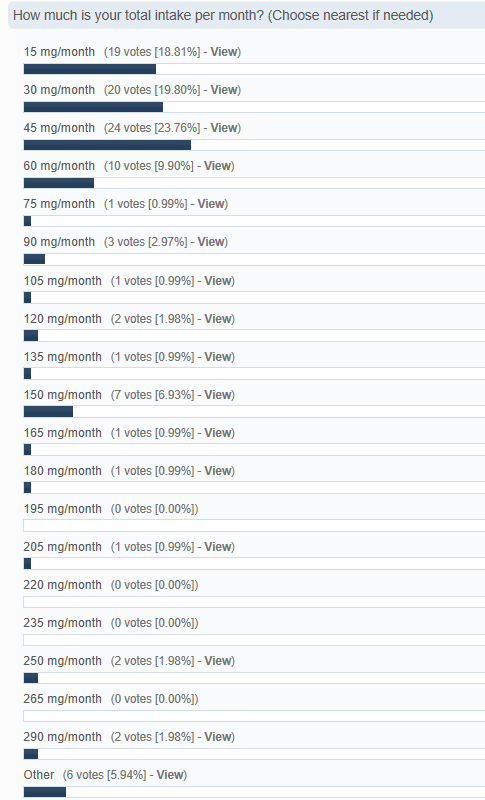 How much is your total intake per month? (Choose nearest if needed)
15 mg/month (19 votes [18.81%] - View)
30 mg/month (20 votes [19.80%] - View)
45 mg/month (24 votes [23.76%] - View)
60 mg/month (10 votes [9.90%] - View)
75 mg/month (1 votes [0.99%] - View)
90 mg/month (3 votes [2.97%] - View)
105 mg/month (1 votes [0.99%] - View)
120 mg/month (2 votes [1.98%] - View)
135 mg/month (1 votes [0.99%] - View)
150 mg/month (7 votes [6.93%] - View)
165 mg/month (1 votes [0.99%] - View)
180 mg/month (1 votes [0.99%] - View)
195 mg/month (0 votes [0.00%])
205 mg/month (1 votes [0.99%] - View)
220 mg/month (0 votes [0.00%])
235 mg/month (0 votes [0.00%])
250 mg/month (2 votes [1.98%] - View)
265 mg/month (0 votes [0.00%])
290 mg/month (2 votes [1.98%] - View)
Other (6 votes [5.94%] - View)